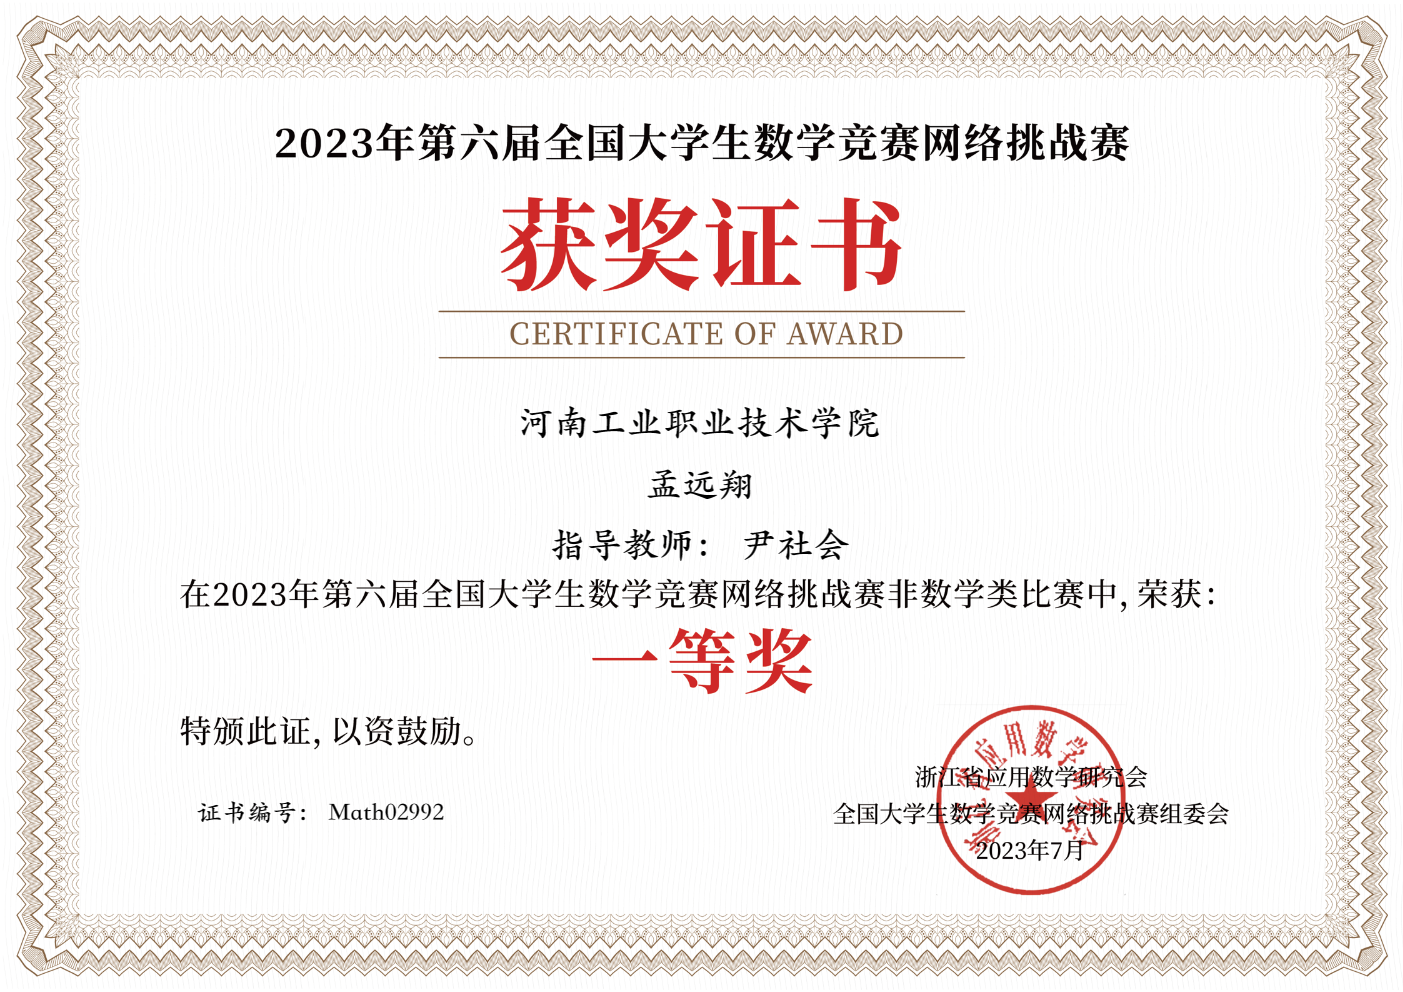 2023年第六届全国大学生数学竞赛网络挑战赛
获奖证书
CERTIFICATE OF AWARD
河南工业职业技术学院
孟远翔
指导教师： 尹社会
在2023年第六届全国大学生数学竞赛网络挑战赛非数学类比赛中，荣获：
一等奖
特颁此证，以资鼓励。
证书编号： Math02992
浙江省应用数学研究会
全国大学生数学竞赛网络挑战赛组委会
2023年7月
浙江省应用数学研究会